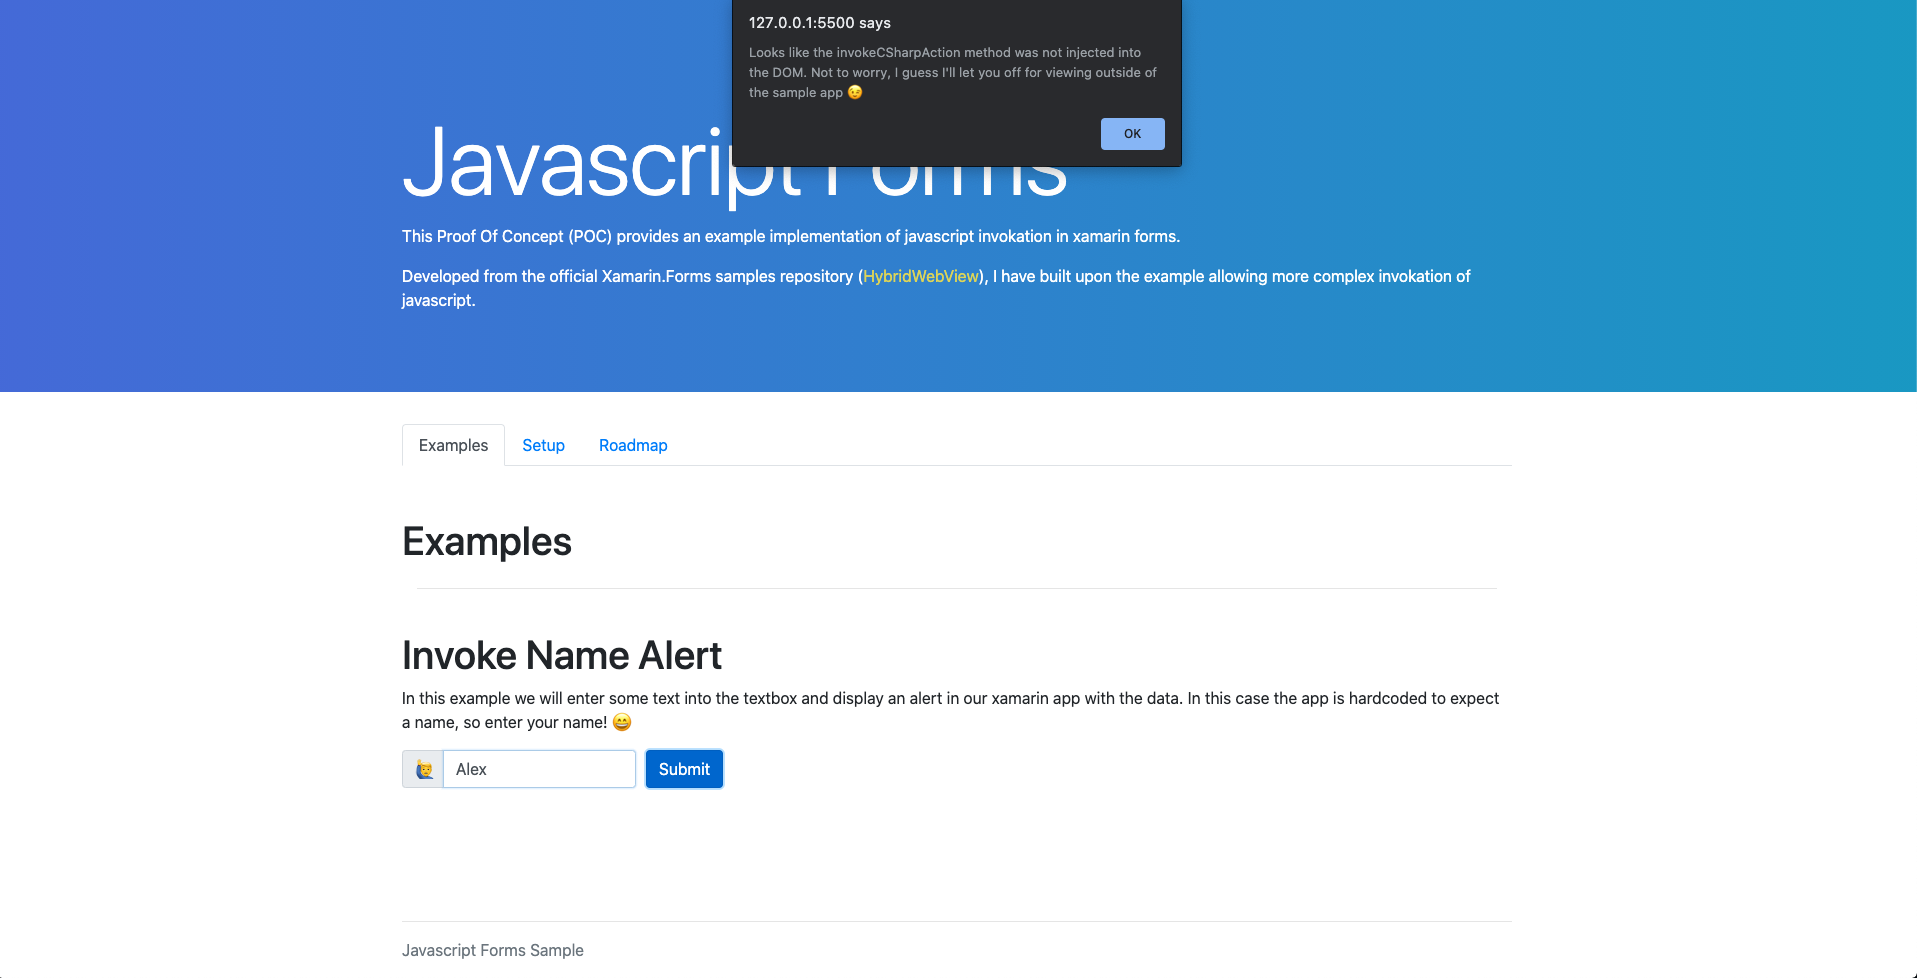 127.0.0.1:5500 says
Looks like the invokeCSharpAction method was not injected into
the DOM. Not to worry, I guess I'll let you off for viewing outside of
the sample app 😉
OK
Javascript Forms
This Proof Of Concept (POC) provides an example implementation of javascript invokation in xamarin forms.
Developed from the official Xamarin.Forms samples repository (HybridWebView), I have built upon the example allowing more complex invokation of
javascript.
Examples Setup Roadmap
Examples
Invoke Name Alert
In this example we will enter some text into the textbox and display an alert in our xamarin app with the data. In this case the app is hardcoded to expect
a name, so enter your name! 😄
🙋‍♂️ Alex Submit
Javascript Forms Sample